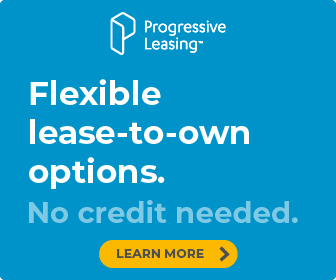 Progressive
Leasing™
Flexible
lease-to-own
options.
No credit needed.
LEARN MORE